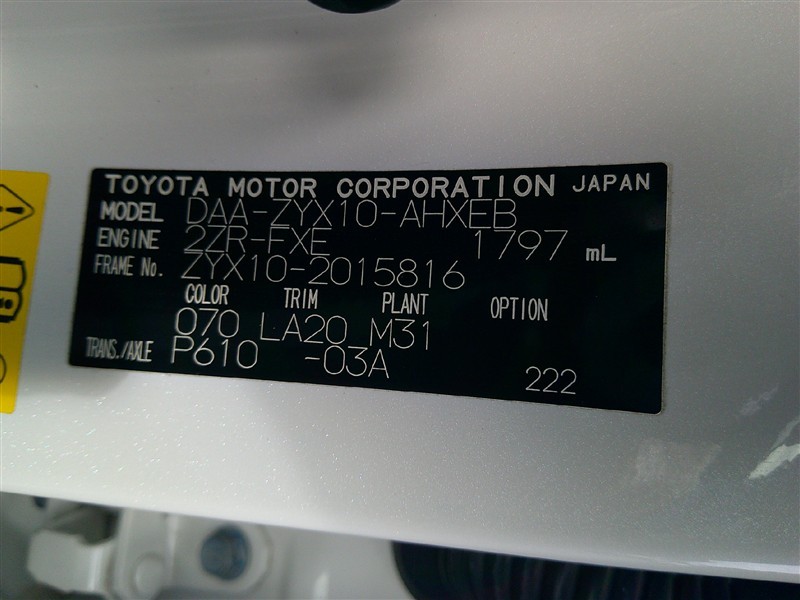 TOYOTA MOTOR CORPORATION JAPAN
MODEL DAA-ZYX10-AHXEB
ENGINE 2ZR-FXE 1797 mL
FRAME No. ZYX10-2015816
COLOR TRIM PLANT OPTION
070 LA20 M31
TRANS./AXLE P610 -03A
222